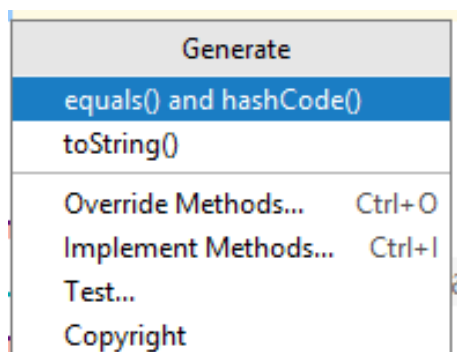 Generate
equals() and hashCode()
toString()
Override Methods... Ctrl+O
Implement Methods... Ctrl+I
Test...
Copyright